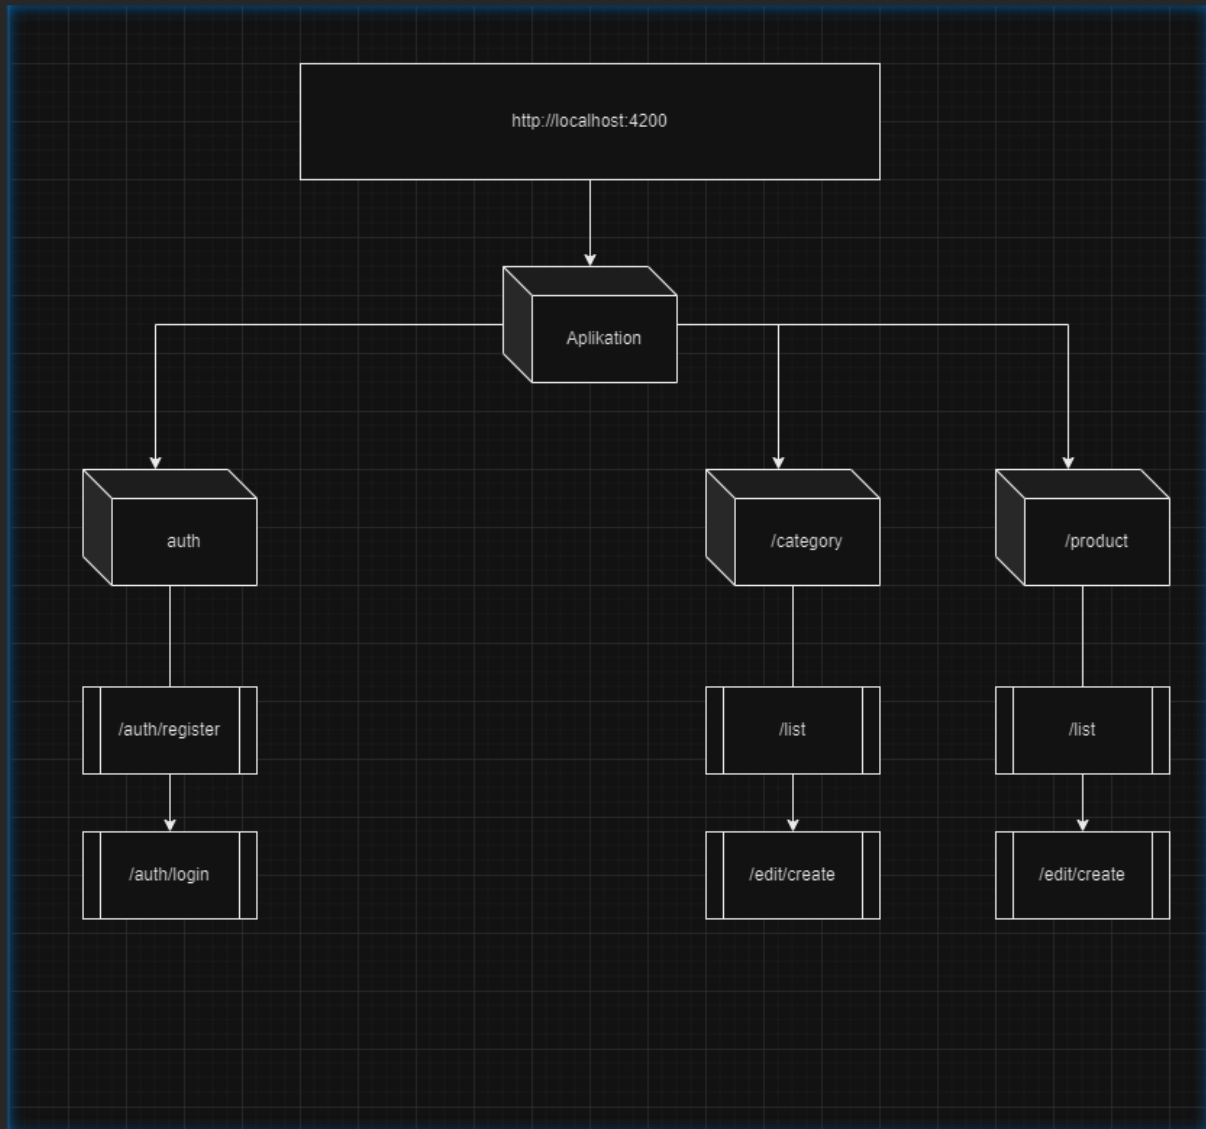 http://localhost:4200
Aplikation
auth
/category
/product
/auth/register
/list
/list
/auth/login
/edit/create
/edit/create